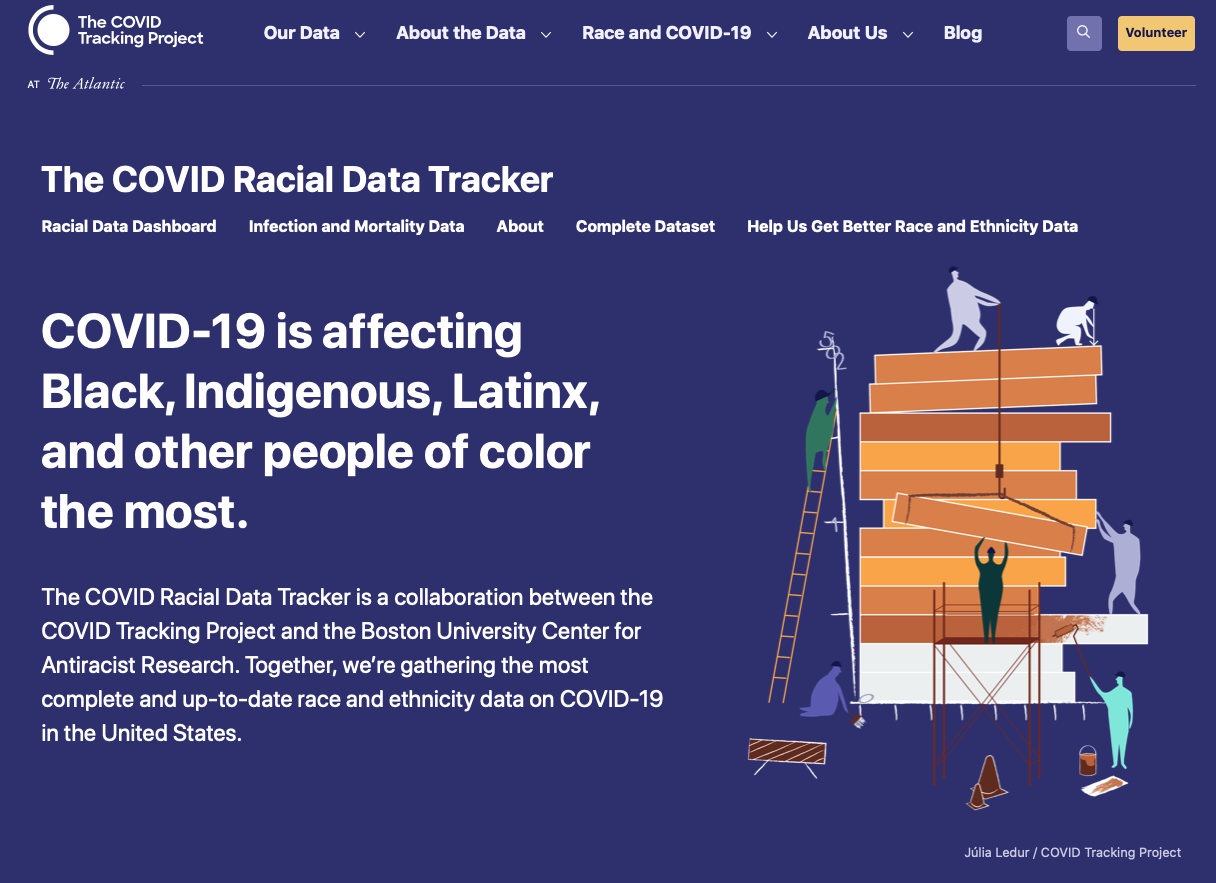 The COVID
Tracking Project
Our Data
About the Data
Race and COVID-19
About Us
Blog
Volunteer
AT The Atlantic
The COVID Racial Data Tracker
Racial Data Dashboard
Infection and Mortality Data
About
Complete Dataset
Help Us Get Better Race and Ethnicity Data
COVID-19 is affecting
Black, Indigenous, Latinx,
and other people of color
the most.
The COVID Racial Data Tracker is a collaboration between the
COVID Tracking Project and the Boston University Center for
Antiracist Research. Together, we’re gathering the most
complete and up-to-date race and ethnicity data on COVID-19
in the United States.
Júlia Ledur / COVID Tracking Project